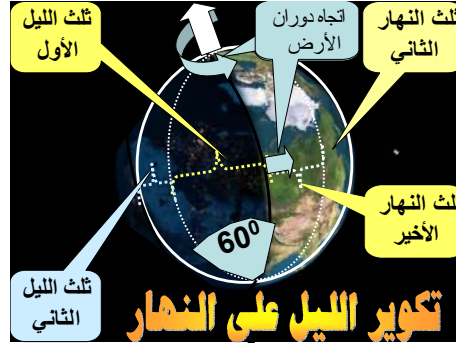 ثلث النهار
الثاني
اتجاه دوران
الأرض
ثلث الليل
الأول
60⁰
ثلث النهار
الأخير
ثلث الليل
الثاني
تكوير الليل على النهار